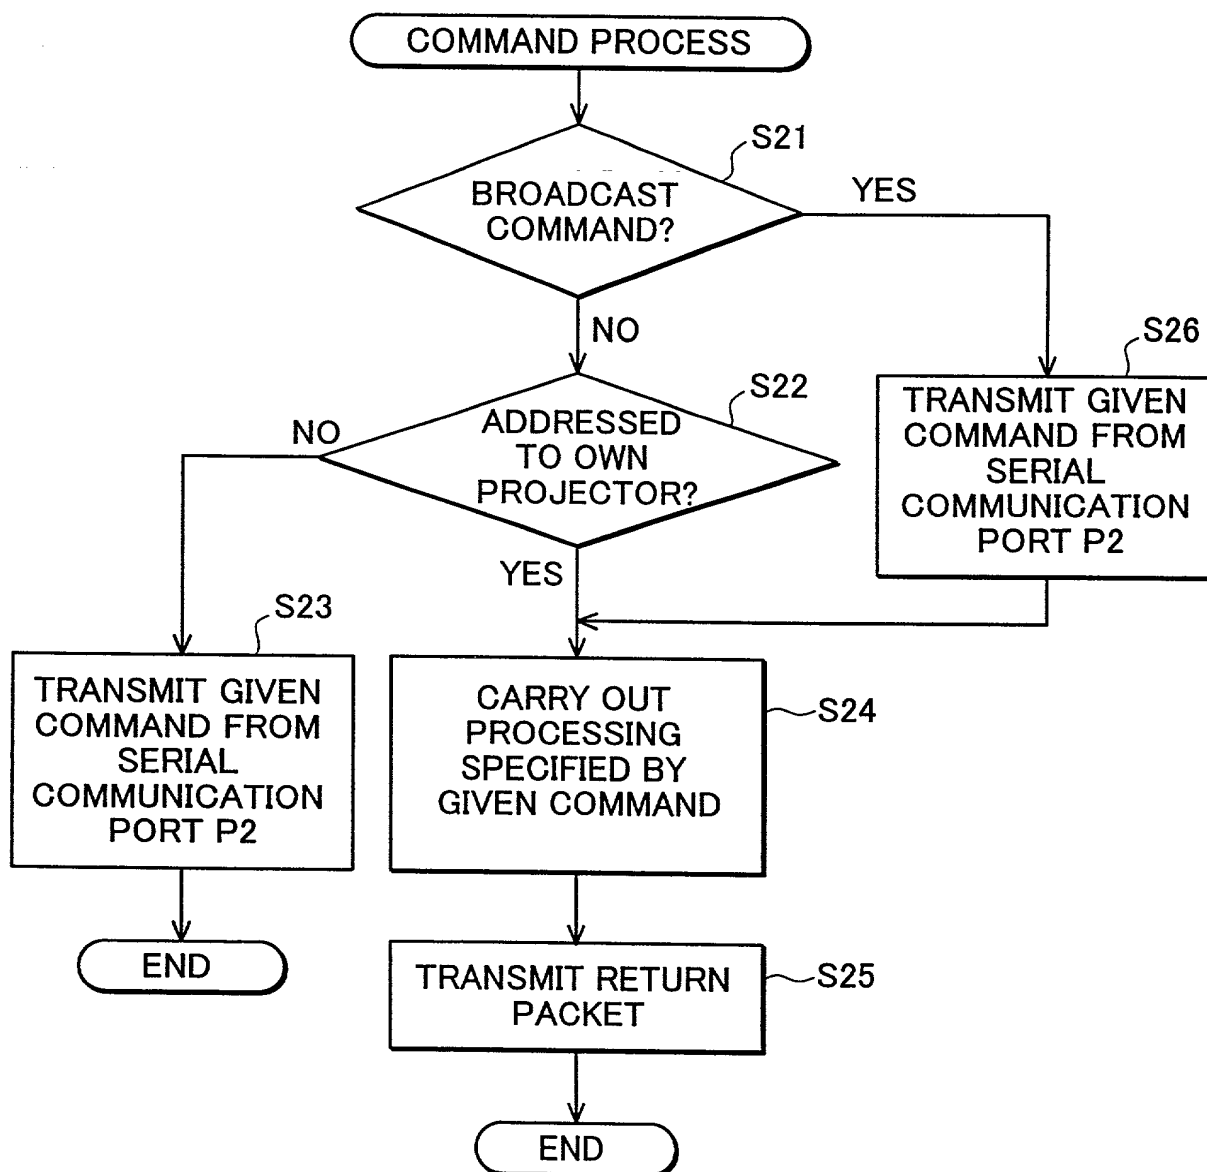 COMMAND PROCESS
S21
BROADCAST
COMMAND?
YES
NO
S26
TRANSMIT GIVEN
COMMAND FROM
SERIAL
COMMUNICATION
PORT P2
S22
ADDRESSED
TO OWN
PROJECTOR?
NO
YES
S23
TRANSMIT GIVEN
COMMAND FROM
SERIAL
COMMUNICATION
PORT P2
END
S24
CARRY OUT
PROCESSING
SPECIFIED BY
GIVEN COMMAND
S25
TRANSMIT RETURN
PACKET
END